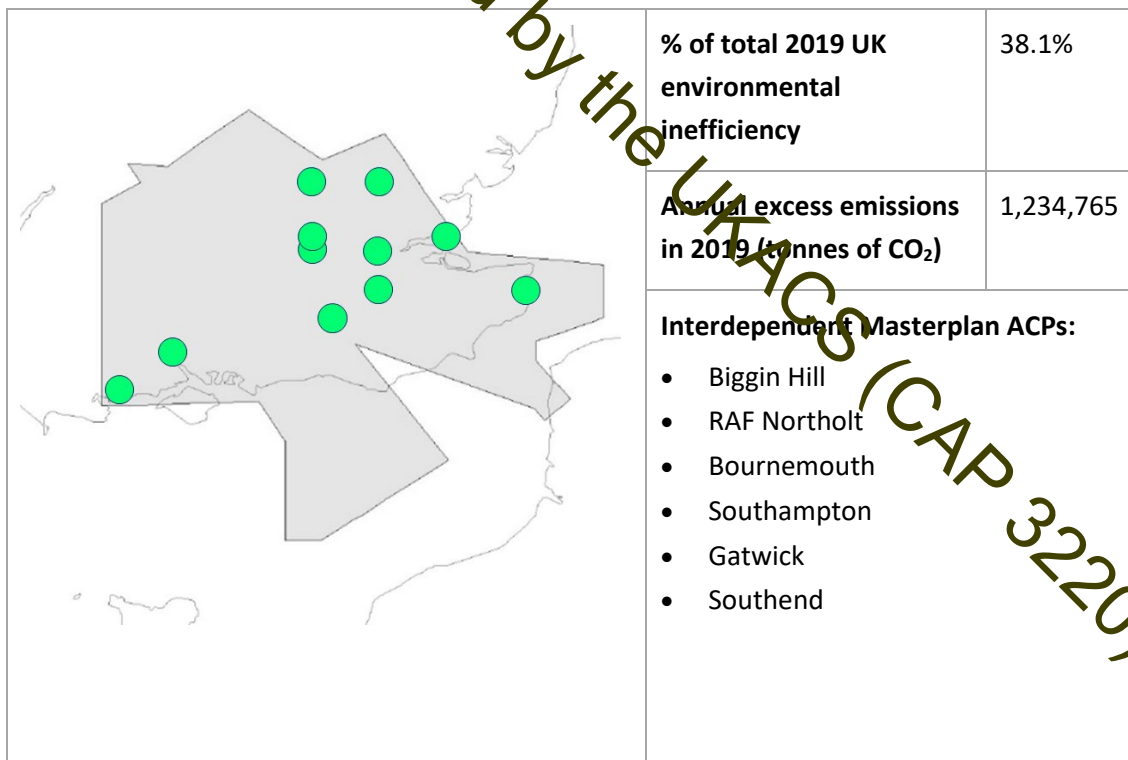 % of total 2019 UK
environmental
inefficiency
38.1%
Annual excess emissions
in 2019 (tonnes of CO₂)
1,234,765
Interdependent Masterplan ACPs:
• Biggin Hill
• RAF Northolt
• Bournemouth
• Southampton
• Gatwick
• Southend
by the UKACS (CAP 3220)